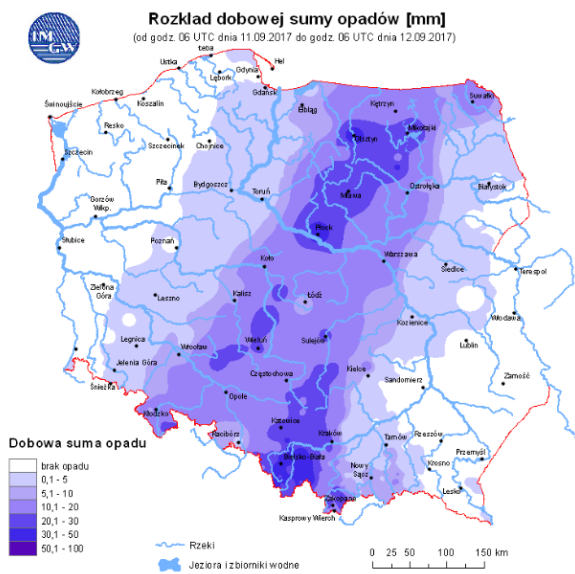 Rozkład dobowej sumy opadów [mm]
(od godz. 06 UTC dnia 11.09.2017 do godz. 06 UTC dnia 12.09.2017)
IM
GW
Łeba
Ustka
Hel
Gdynia
Lębork
Gdańsk
Kołobrzeg
Koszalin
Świnoujście
Resko
Elbląg
Kętrzyn
Suwałki
Olsztyn
Mikołajki
Szczecinek
Chojnice
Szczecin
Piła
Bydgoszcz
Toruń
Mława
Ostrołęka
Białystok
Gorzów
Wlkp.
Płock
Słubice
Poznań
Koło
Warszawa
Siedlce
Terespol
Zielona
Góra
Leszno
Kalisz
Łódź
Kozienice
Włodawa
Legnica
Wrocław
Wieluń
Sulejów
Lublin
Jelenia Góra
Śnieżka
Częstochowa
Kielce
Sandomierz
Zamość
Opole
Kłodzko
Racibórz
Katowice
Kraków
Tarnów
Rzeszów
Bielsko-Biała
Nowy
Sącz
Krosno
Przemyśl
Lesko
Zakopane
Kasprowy Wierch
Dobowa suma opadu
brak opadu
0,1 - 5
5,1 - 10
10,1 - 20
20,1 - 30
30,1 - 50
50,1 - 100
Rzeki
Jeziora i zbiorniki wodne
0 25 50 100 150 km